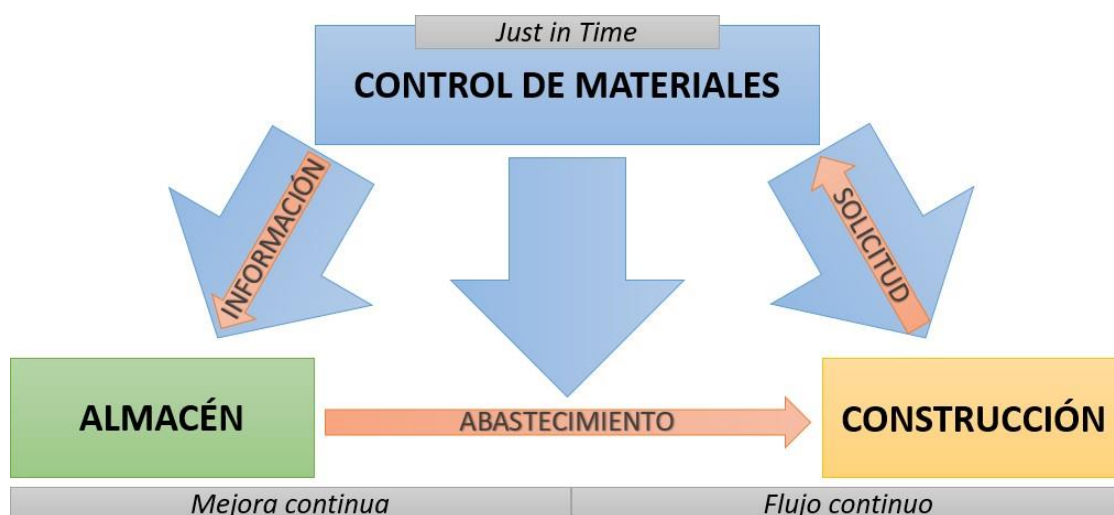 Just in Time
CONTROL DE MATERIALES
INFORMACIÓN
SOLICITUD
ALMACÉN
ABASTECIMIENTO
CONSTRUCCIÓN
Mejora continua
Flujo continuo